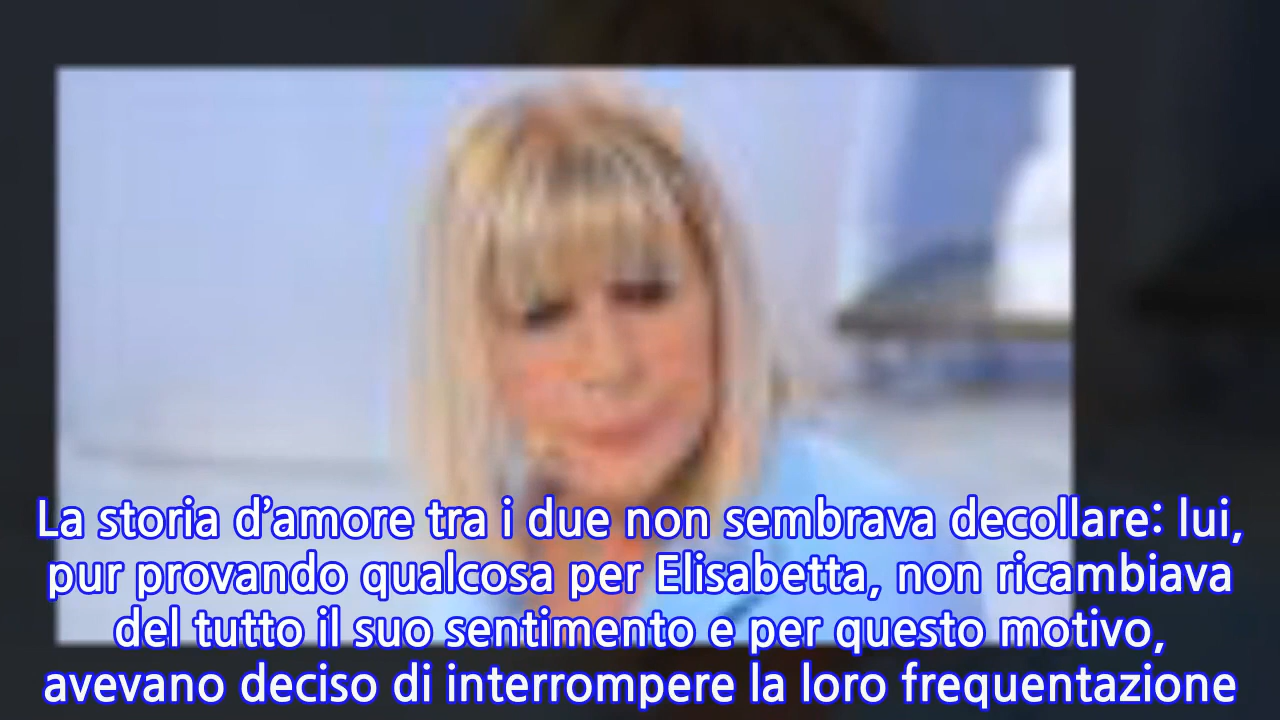 La storia d'amore tra i due non sembrava decollare: lui,
pur provando qualcosa per Elisabetta, non ricambiava
del tutto il suo sentimento e per questo motivo,
avevano deciso di interrompere la loro frequentazione